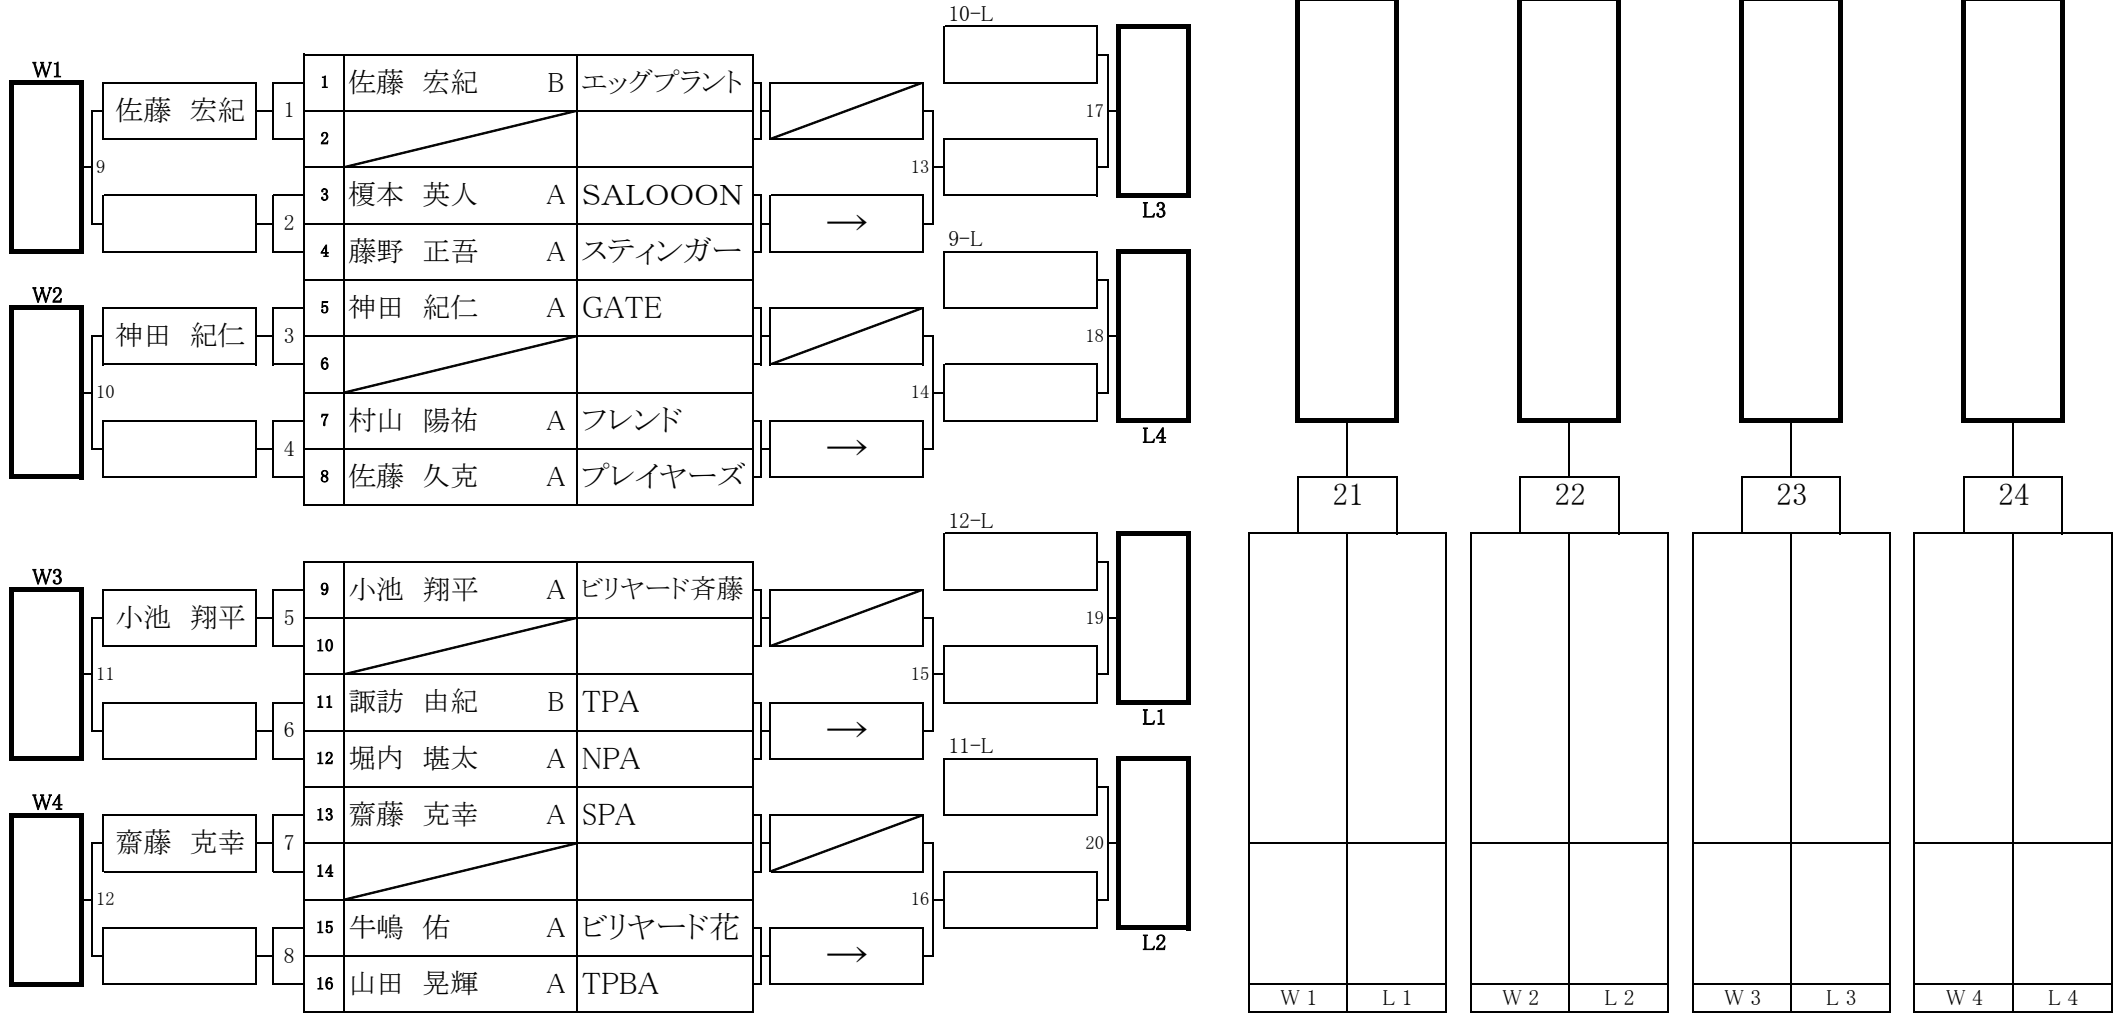 10-L
W1
1 佐藤 宏紀 B エッグプラント
佐藤 宏紀 1
17
2
9
13
3 榎本 英人 A SALOOON
2
→
L3
4 藤野 正吾 A スティンガー
9-L
W2
5 神田 紀仁 A GATE
神田 紀仁 3
18
6
10
14
7 村山 陽祐 A フレンド
4
→
L4
8 佐藤 久克 A プレイヤーズ
12-L
W3
9 小池 翔平 A ビリヤード斉藤
小池 翔平 5
19
10
11
15
11 諏訪 由紀 B TPA
6
→
L1
12 堀内 堪太 A NPA
11-L
W4
13 齋藤 克幸 A SPA
齋藤 克幸 7
20
14
12
16
15 牛嶋 佑 A ビリヤード花
8
→
L2
16 山田 晃輝 A TPBA
21 22 23 24
W 1 L 1 W 2 L 2 W 3 L 3 W 4 L 4